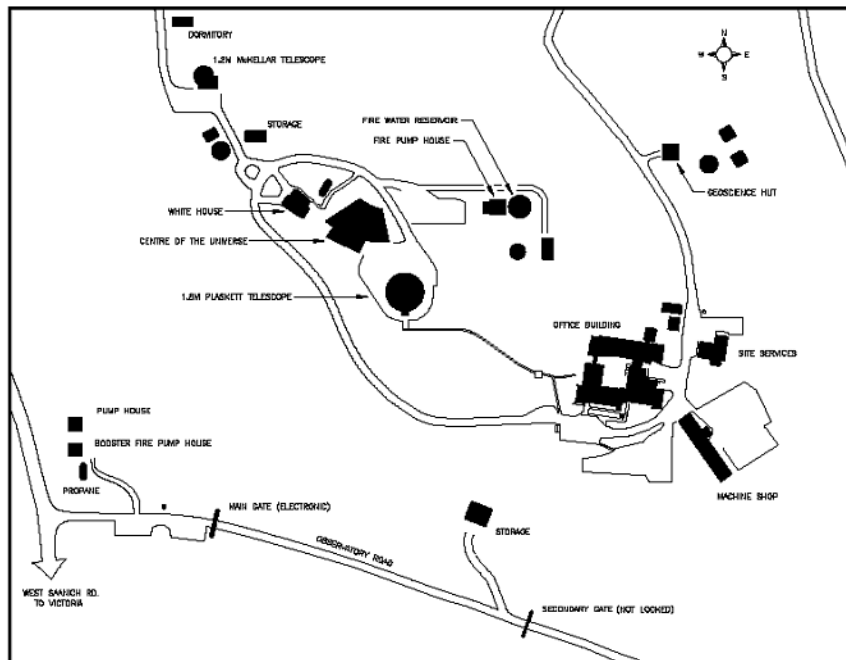 DORMITORY
1.2M McKELLAR TELESCOPE
N
W
E
S
STORAGE
FIRE WATER RESERVOIR
FIRE PUMP HOUSE
GEOSCIENCE HUT
WHITE HOUSE
CENTRE OF THE UNIVERSE
1.8M PLASKETT TELESCOPE
OFFICE BUILDING
SITE SERVICES
PUMP HOUSE
BOOSTER FIRE PUMP HOUSE
PROPANE
MACHINE SHOP
MAIN GATE (ELECTRONIC)
STORAGE
OBSERVATORY ROAD
WEST SAANICH RD.
TO VICTORIA
SECONDARY GATE (NOT LOCKED)